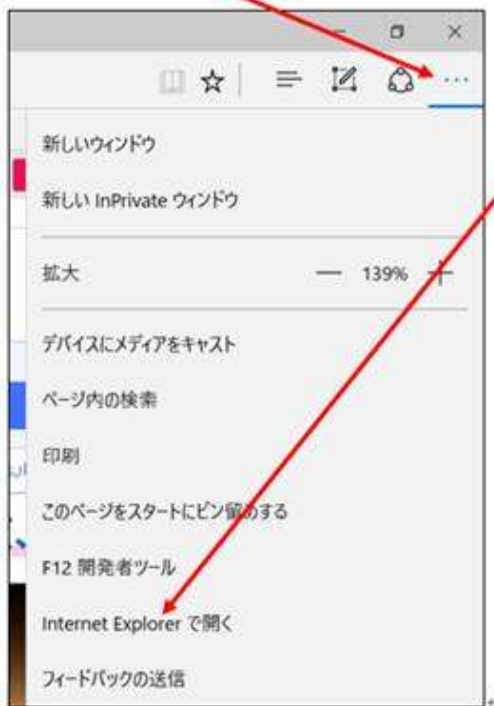 新しいウィンドウ
新しい InPrivate ウィンドウ
拡大 — 139% +
デバイスにメディアをキャスト
ページ内の検索
印刷
このページをスタートにピン留めする
F12 開発者ツール
Internet Explorer で開く
フィードバックの送信